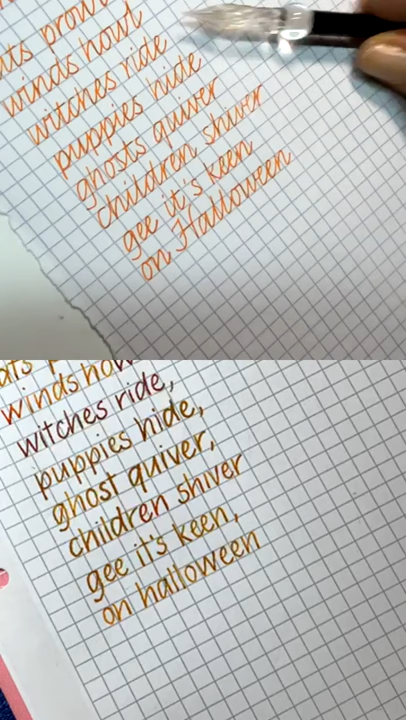 prowl
winds howl
witches ride
puppies hide
ghosts quiver
children shiver
gee it's keen
on Halloween
winds
witches ride,
puppies hide,
ghost quiver,
children shiver
gee it's keen,
on halloween